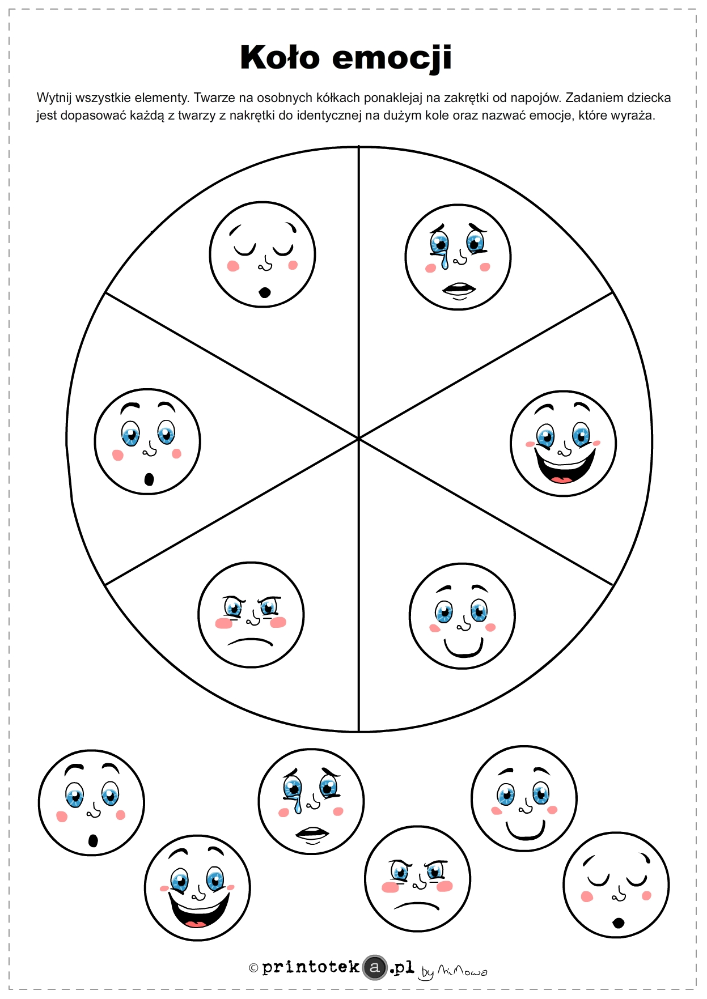 Koło emocji
Wytnij wszystkie elementy. Twarze na osobnych kółkach ponaklejaj na zakrętki od napojów. Zadaniem dziecka
jest dopasować każdą z twarzy z nakrętki do identycznej na dużym kole oraz nazwać emocje, które wyraża.
© printoteka.pl by MiMowa